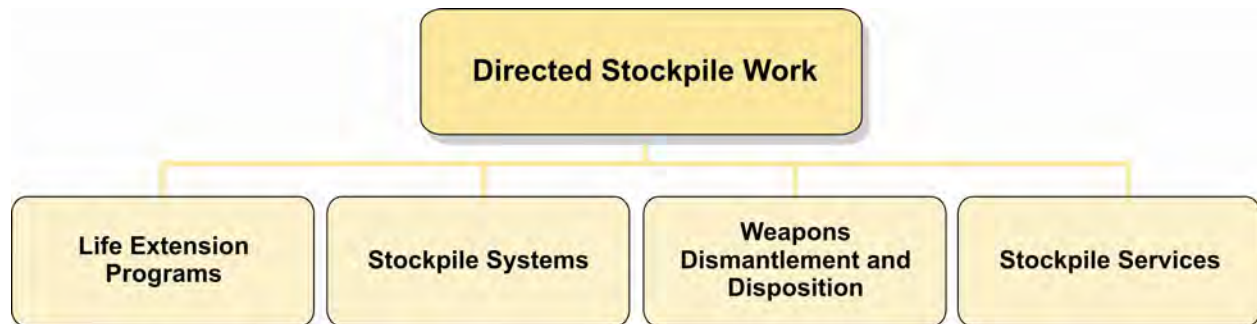 Directed Stockpile Work
Life Extension
Programs
Stockpile Systems
Weapons
Dismantlement and
Disposition
Stockpile Services